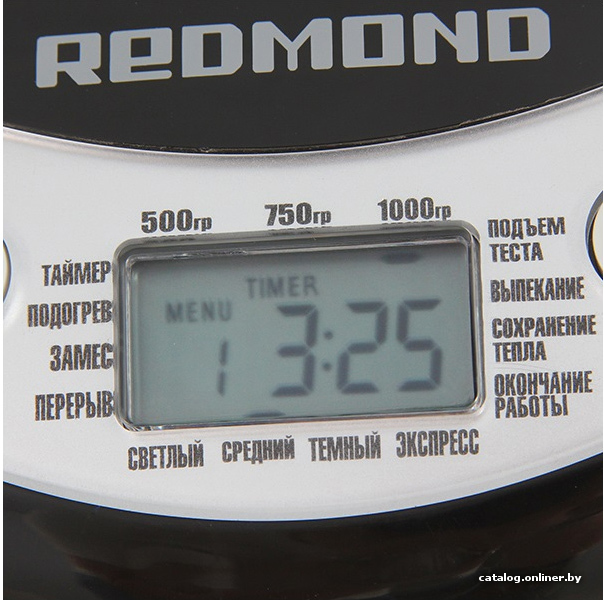 REDMOND
500гр 750гр 1000гр
ТАЙМЕР
ПОДОГРЕВ
ЗАМЕС
ПЕРЕРЫВ
TIMER
MENU
1 3:25
ПОДЪЕМ
ТЕСТА
ВЫПЕКАНИЕ
СОХРАНЕНИЕ
ТЕПЛА
ОКОНЧАНИЕ
РАБОТЫ
СВЕТЛЫЙ СРЕДНИЙ ТЕМНЫЙ ЭКСПРЕСС
catalog.onliner.by